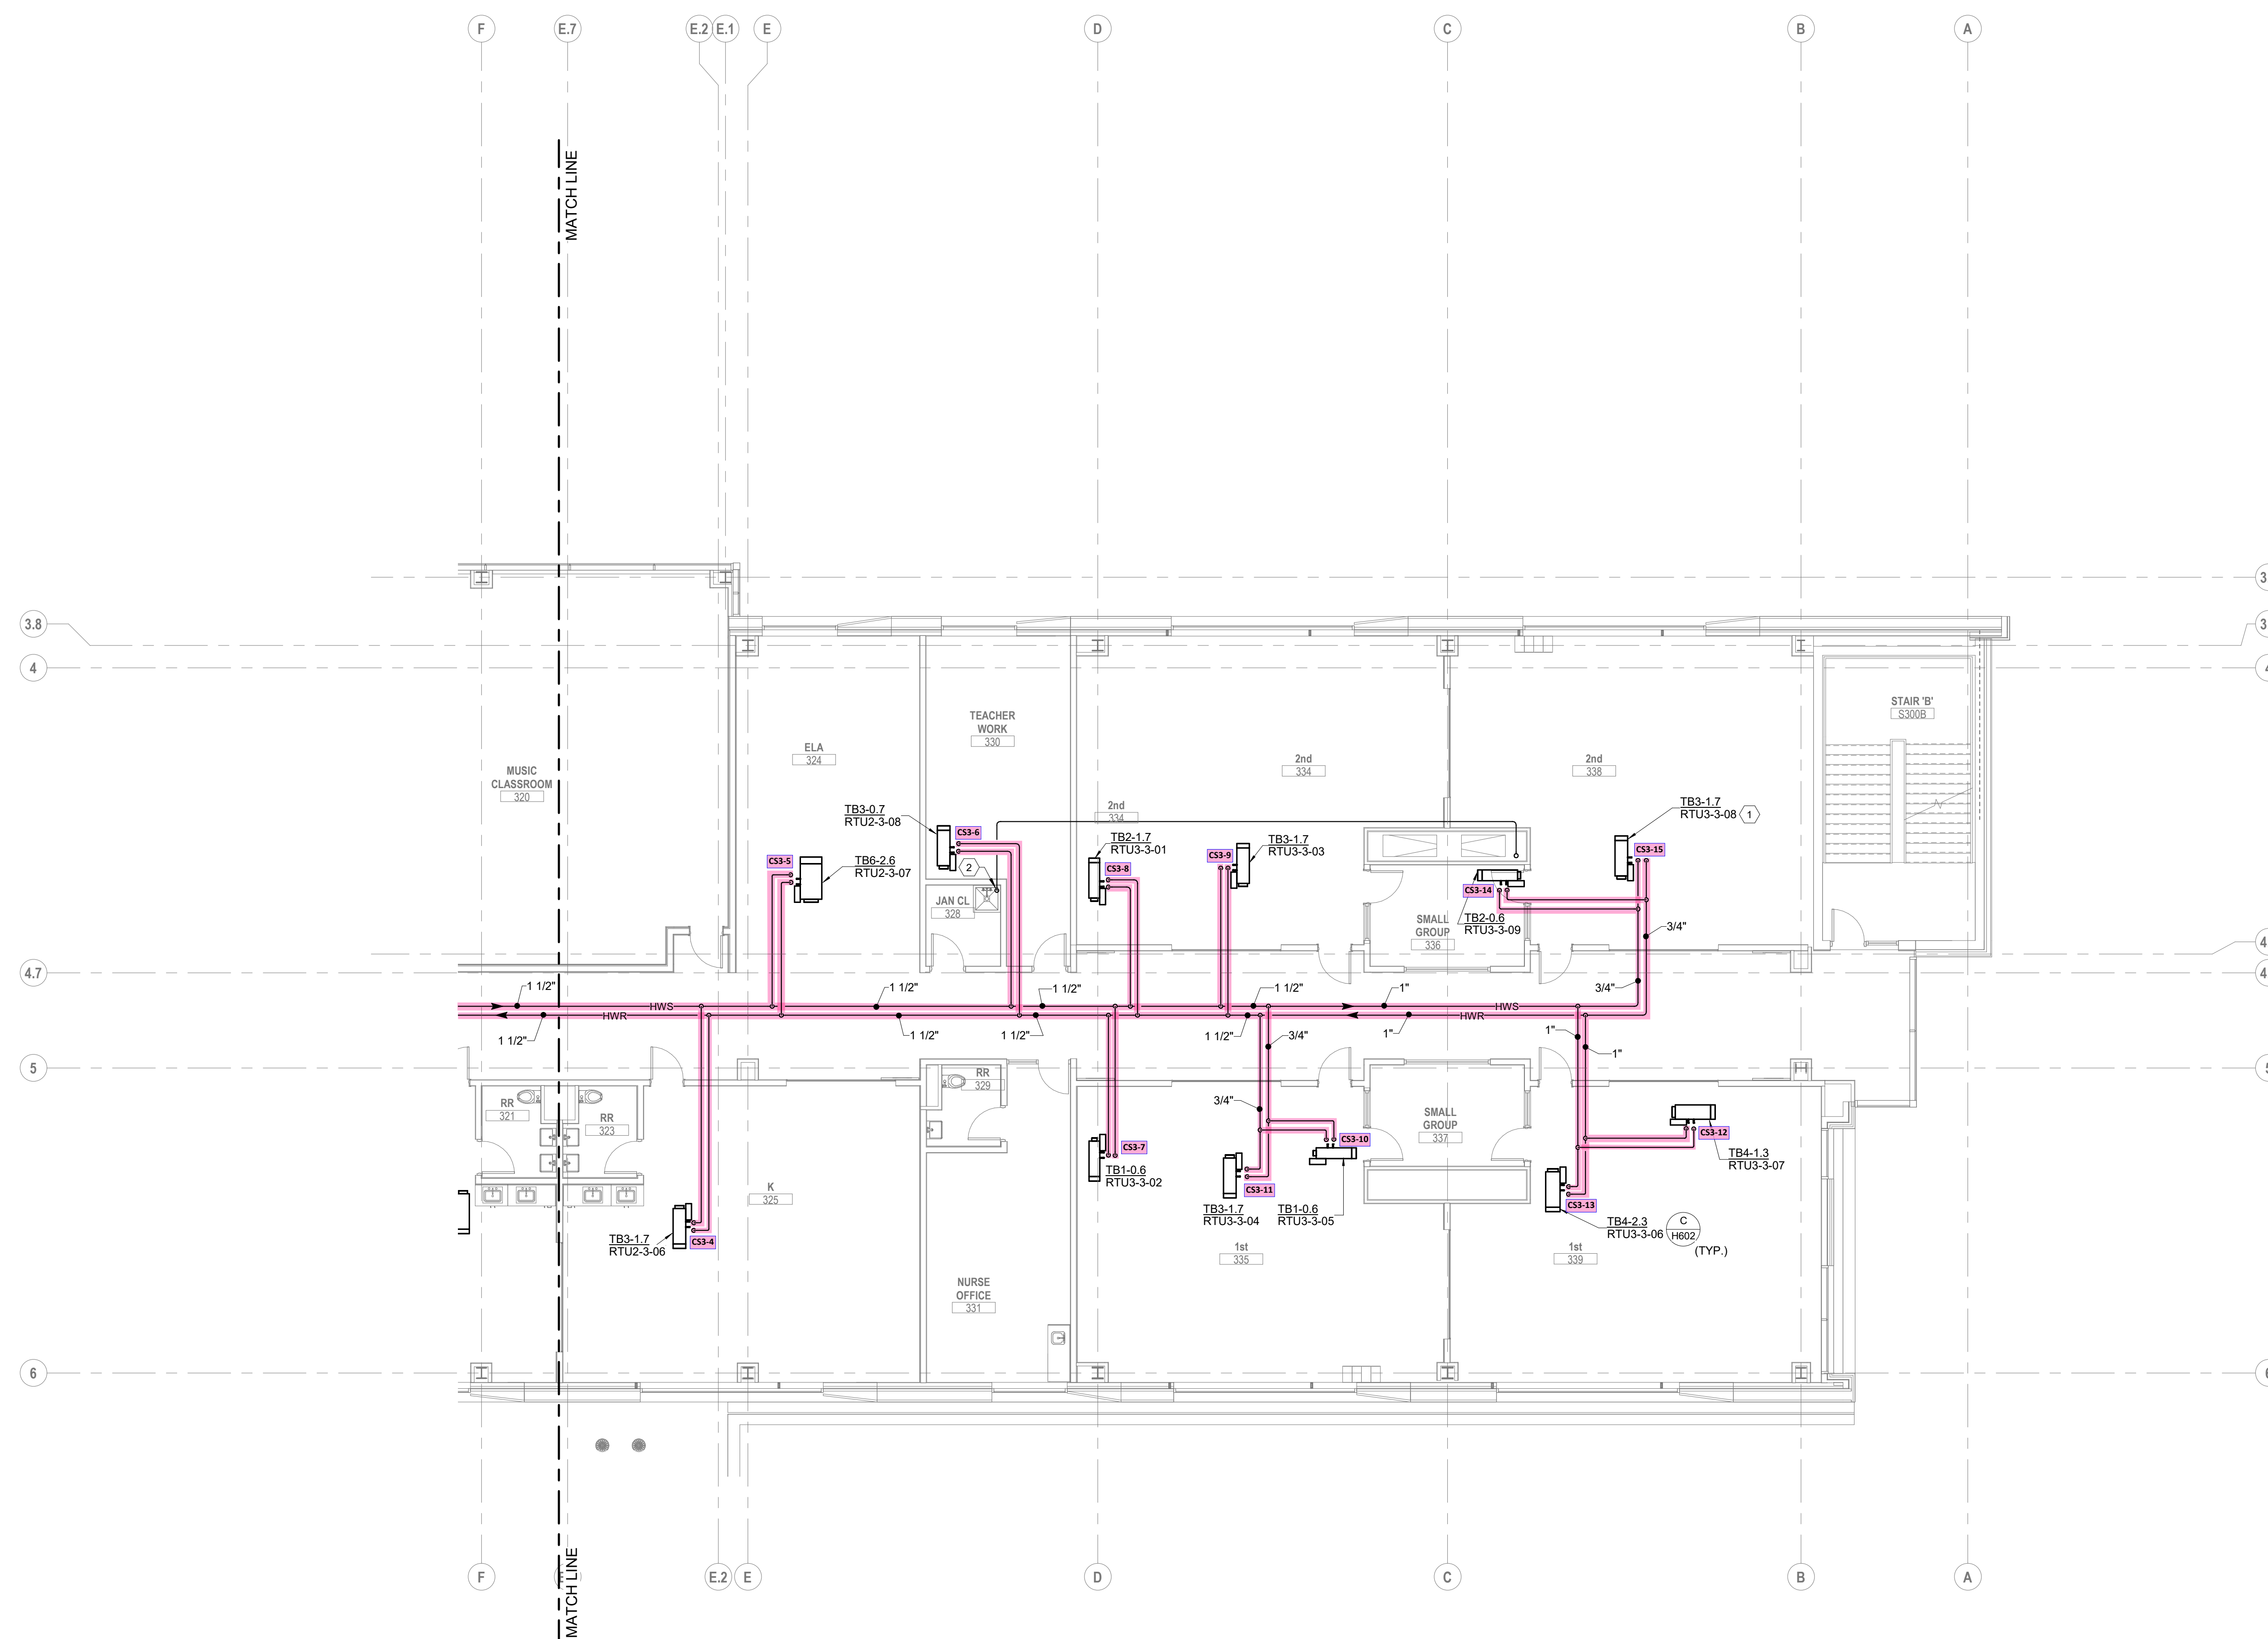 F
E.7
E.2
E.1
E
D
C
B
A
MATCH LINE
3.8
4
STAIR 'B'
S300B
TEACHER
WORK
330
ELA
324
2nd
334
2nd
338
MUSIC
CLASSROOM
320
TB3-0.7
RTU2-3-08
CS3-6
2nd
334
TB3-1.7
RTU3-3-08
1
TB2-1.7
RTU3-3-01
TB3-1.7
RTU3-3-03
CS3-15
CS3-5
TB6-2.6
RTU2-3-07
2
CS3-8
CS3-9
CS3-14
JAN CL
328
SMALL
GROUP
336
TB2-0.6
RTU3-3-09
3/4"
4.7
1 1/2"
1 1/2"
1 1/2"
1 1/2"
1"
3/4"
HWS
HWS
HWR
HWR
1 1/2"
1 1/2"
1 1/2"
1 1/2"
3/4"
1"
1"
1"
5
RR
329
RR
321
RR
323
3/4"
SMALL
GROUP
337
CS3-7
CS3-10
CS3-12
TB1-0.6
RTU3-3-02
TB4-1.3
RTU3-3-07
K
325
CS3-11
CS3-13
TB3-1.7
RTU3-3-04
TB1-0.6
RTU3-3-05
TB4-2.3
RTU3-3-06
C
H602
(TYP.)
TB3-1.7
RTU2-3-06
CS3-4
1st
335
1st
339
NURSE
OFFICE
331
6
MATCH LINE
F
E.2
E
D
C
B
A